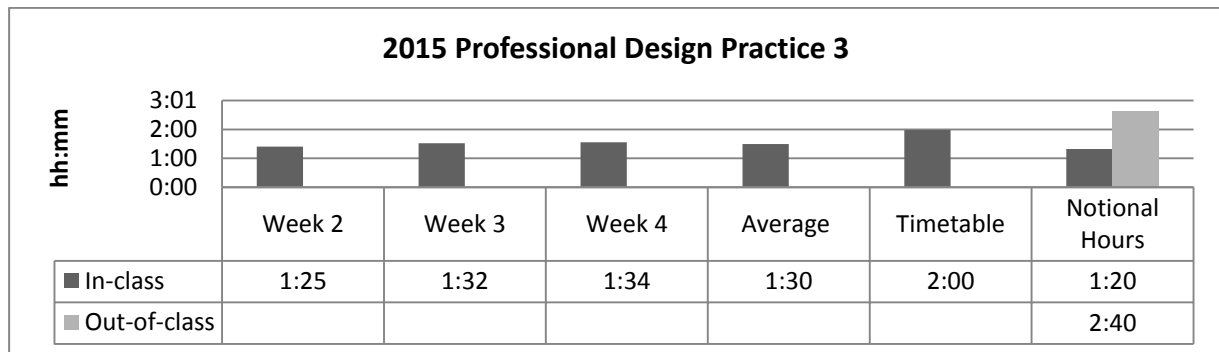 2015 Professional Design Practice 3
hh:mm
3:01
2:00
1:00
0:00
Week 2 Week 3 Week 4 Average Timetable Notional
Hours
In-class 1:25 1:32 1:34 1:30 2:00 1:20
Out-of-class 2:40